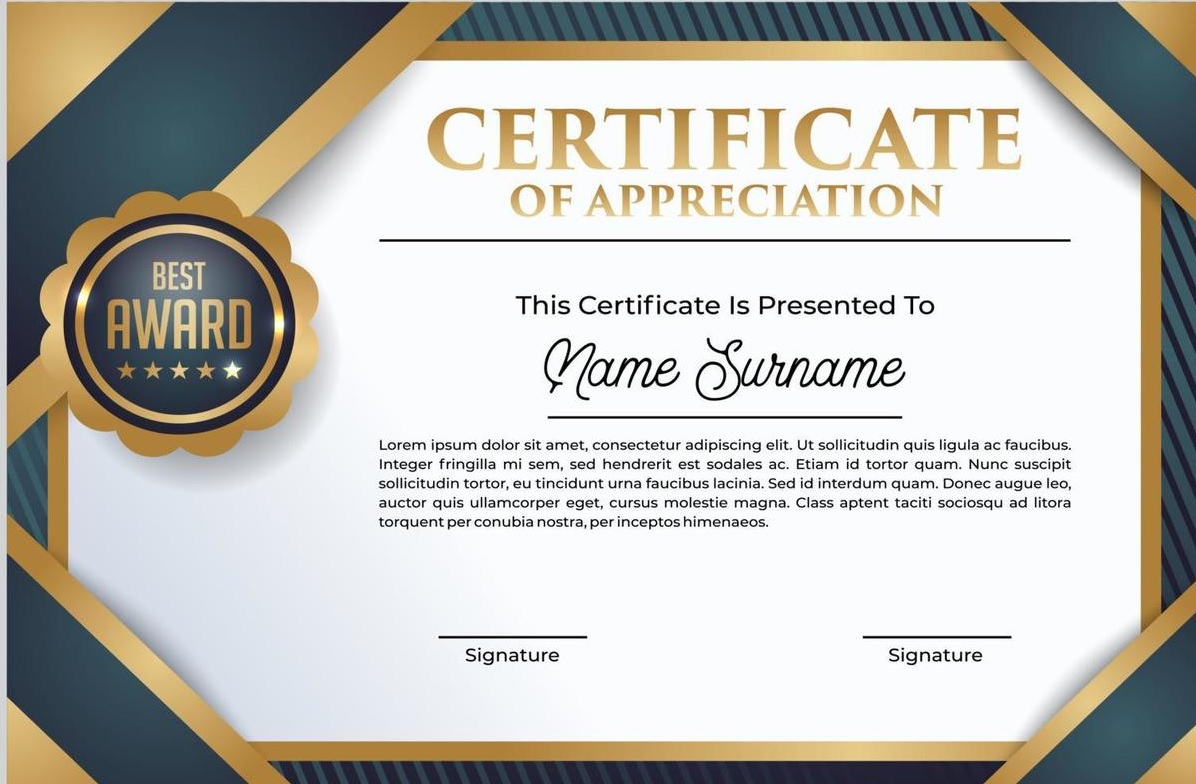 CERTIFICATE
OF APPRECIATION
BEST
AWARD
This Certificate Is Presented To
Name Surname
Lorem ipsum dolor sit amet, consectetur adipiscing elit. Ut sollicitudin quis ligula ac faucibus.
Integer fringilla mi sem, sed hendrerit est sodales ac. Etiam id tortor quam. Nunc suscipit
sollicitudin tortor, eu tincidunt urna faucibus lacinia. Sed id interdum quam. Donec augue leo,
auctor quis ullamcorper eget, cursus molestie magna. Class aptent taciti sociosqu ad litora
torquent per conubia nostra, per inceptos himenaeos.
Signature
Signature